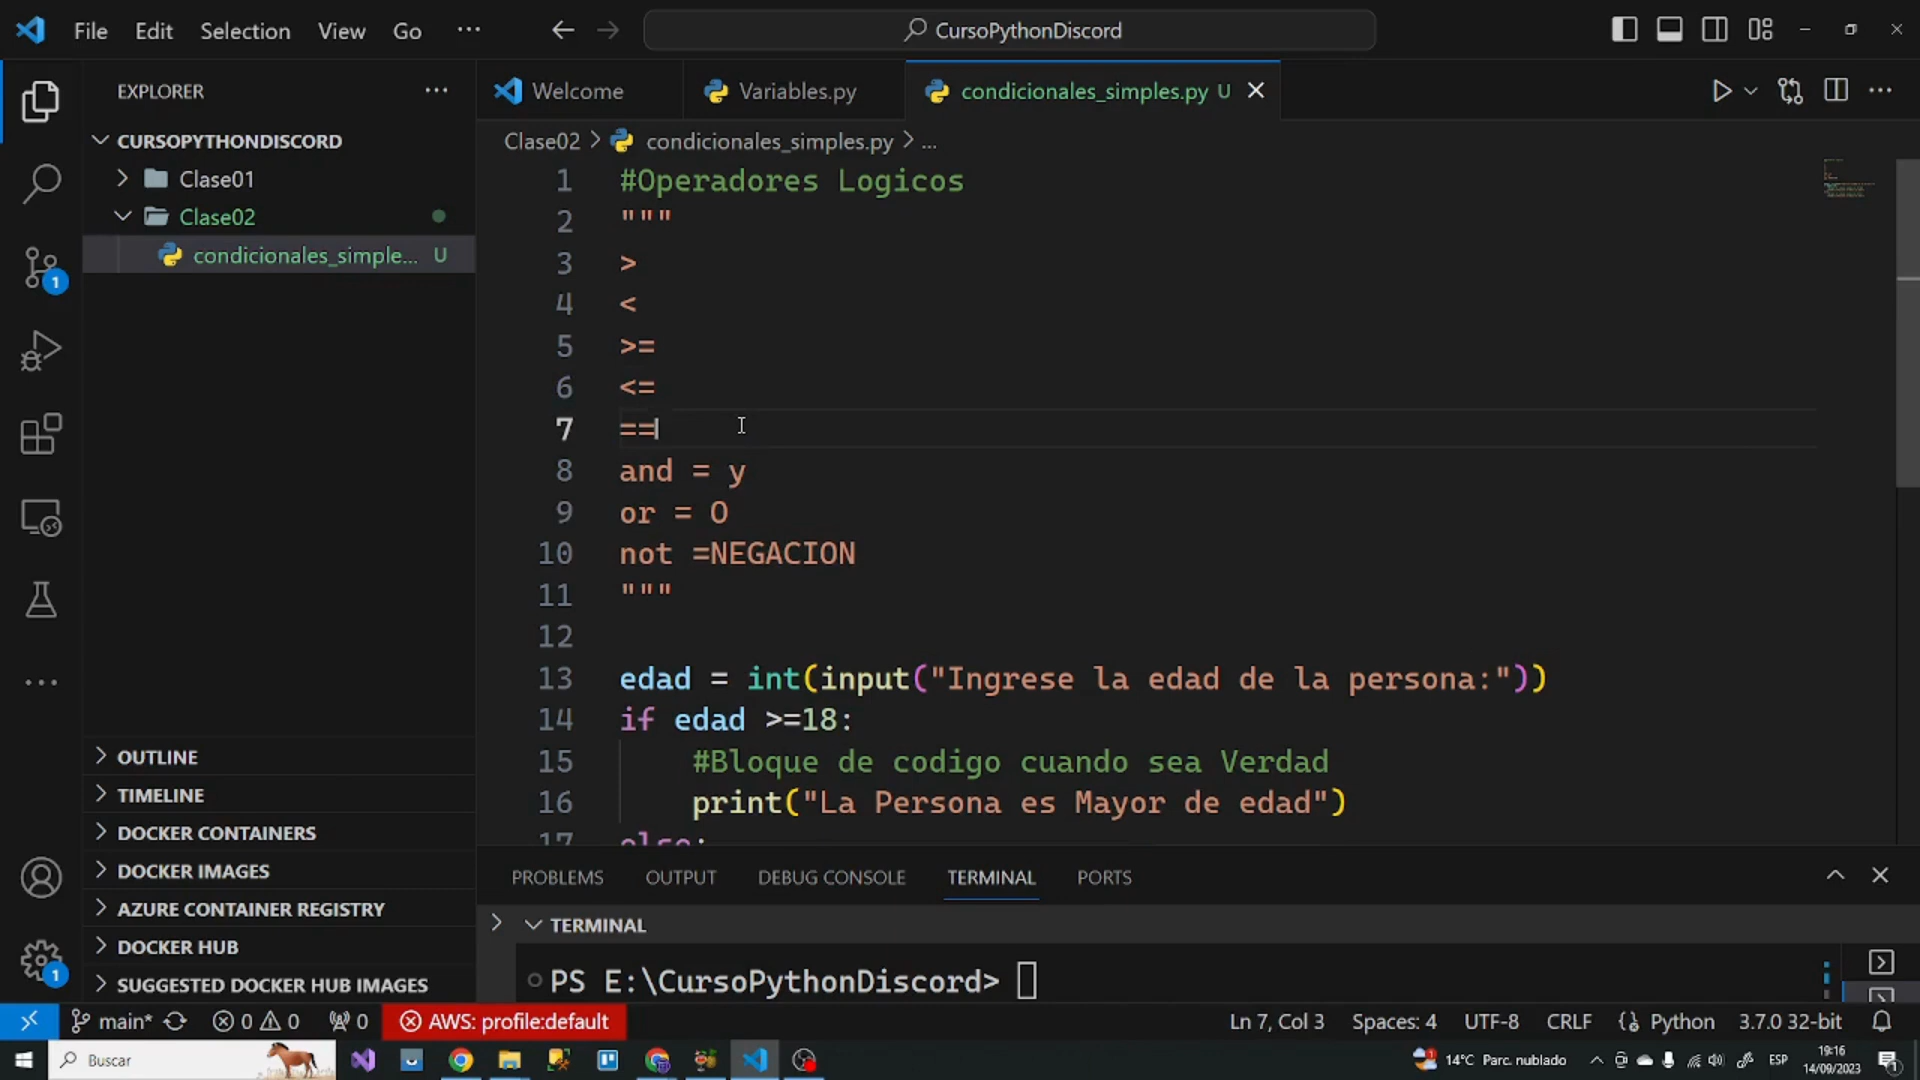 File Edit Selection View Go ··· CursoPythonDiscord
EXPLORER
CURSOPYTHONDISCORD
Clase01
Clase02
condicionales_simple... U
OUTLINE
TIMELINE
DOCKER CONTAINERS
DOCKER IMAGES
AZURE CONTAINER REGISTRY
DOCKER HUB
SUGGESTED DOCKER HUB IMAGES
1
1
Welcome Variables.py condicionales_simples.py U
Clase02 > condicionales_simples.py > ...
1 #Operadores Logicos
2 """
3 >
4 <
5 >=
6 <=
7 ==
8 and = y
9 or = O
10 not =NEGACION
11 """
12
13 edad = int(input("Ingrese la edad de la persona:"))
14 if edad >=18:
15 #Bloque de codigo cuando sea Verdad
16 print("La Persona es Mayor de edad")
17 else:
PROBLEMS OUTPUT DEBUG CONSOLE TERMINAL PORTS
TERMINAL
PS E:\CursoPythonDiscord>
main* 0 0 0 AWS: profile:default Ln 7, Col 3 Spaces: 4 UTF-8 CRLF Python 3.7.0 32-bit
Buscar 14°C Parc. nublado ESP 19:16
14/09/2023